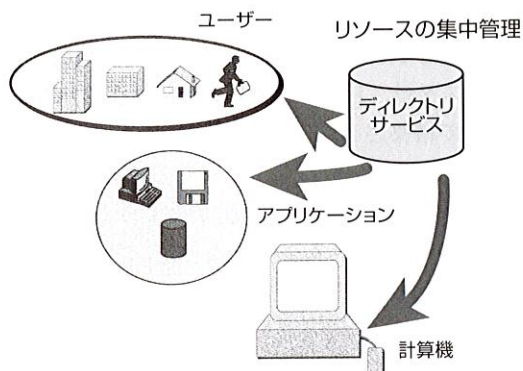 ユーザー
リソースの集中管理
ディレクトリ
サービス
アプリケーション
計算機